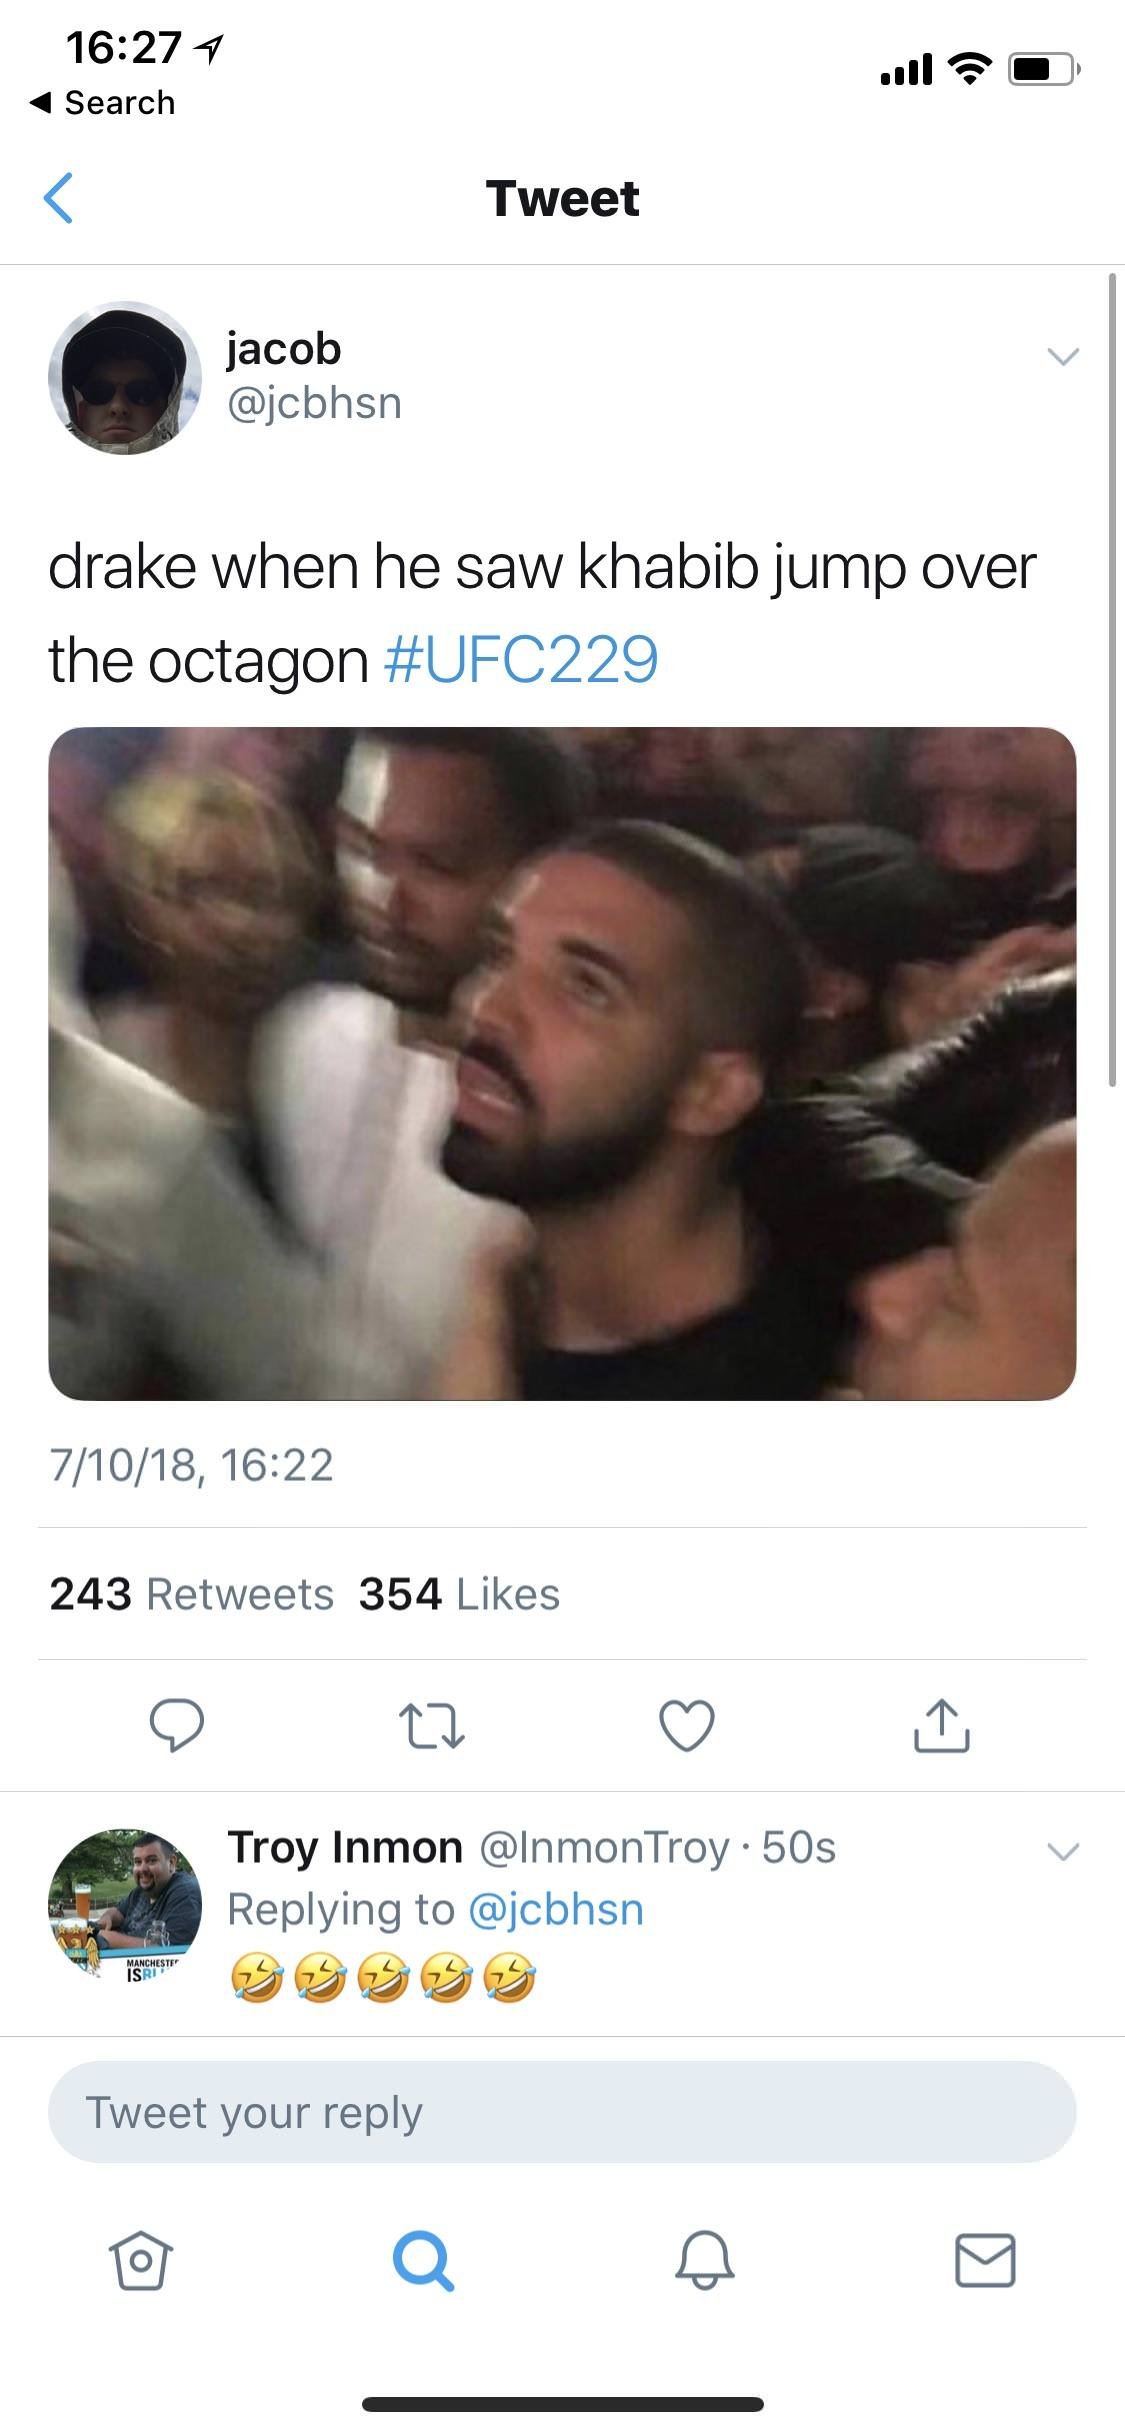 16:27
Search
Tweet
jacob
@jcbhsn
drake when he saw khabib jump over
the octagon #UFC229
7/10/18, 16:22
243 Retweets 354 Likes
Troy Inmon @InmonTroy · 50s
Replying to @jcbhsn
🤣🤣🤣🤣🤣
MANCHESTER
Tweet your reply